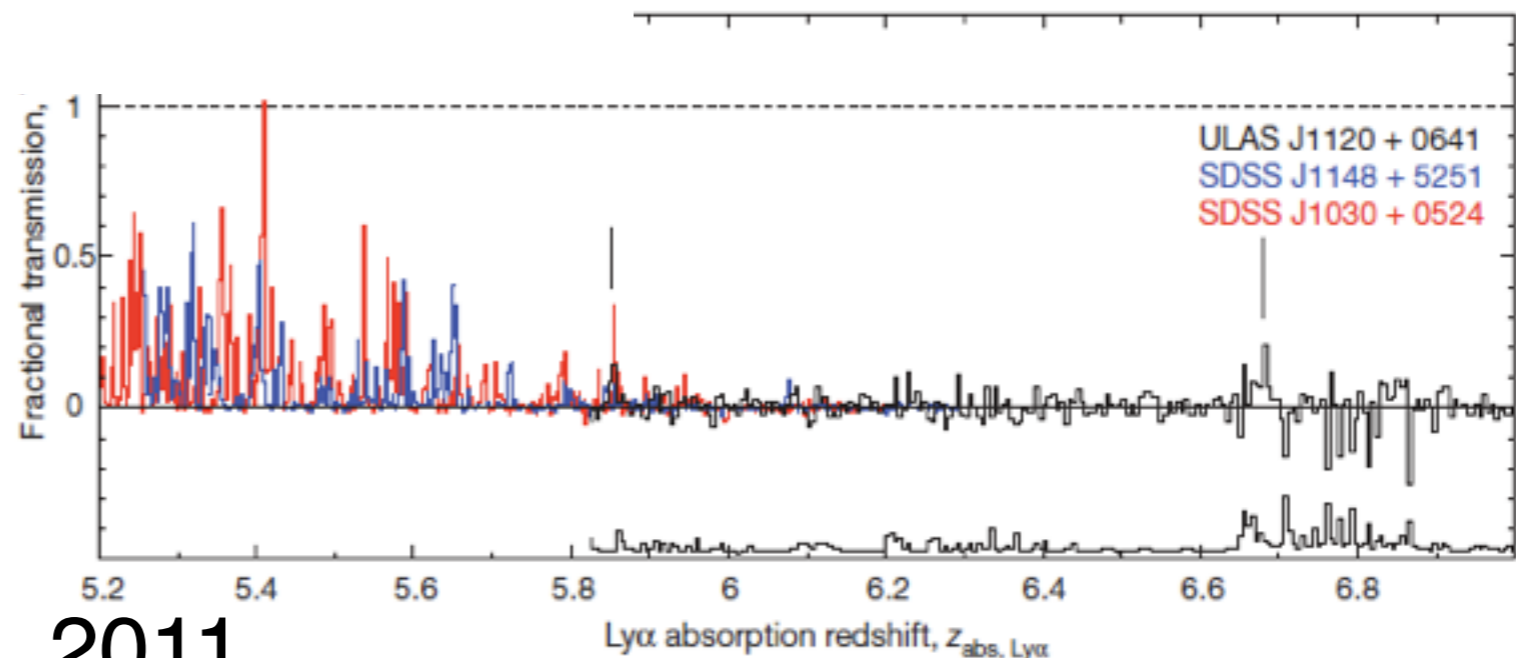 Fractional transmission,
1
0.5
0
ULAS J1120 + 0641
SDSS J1148 + 5251
SDSS J1030 + 0524
5.2 5.4 5.6 5.8 6 6.2 6.4 6.6 6.8
Lyα absorption redshift, zabs, Lyα
2011